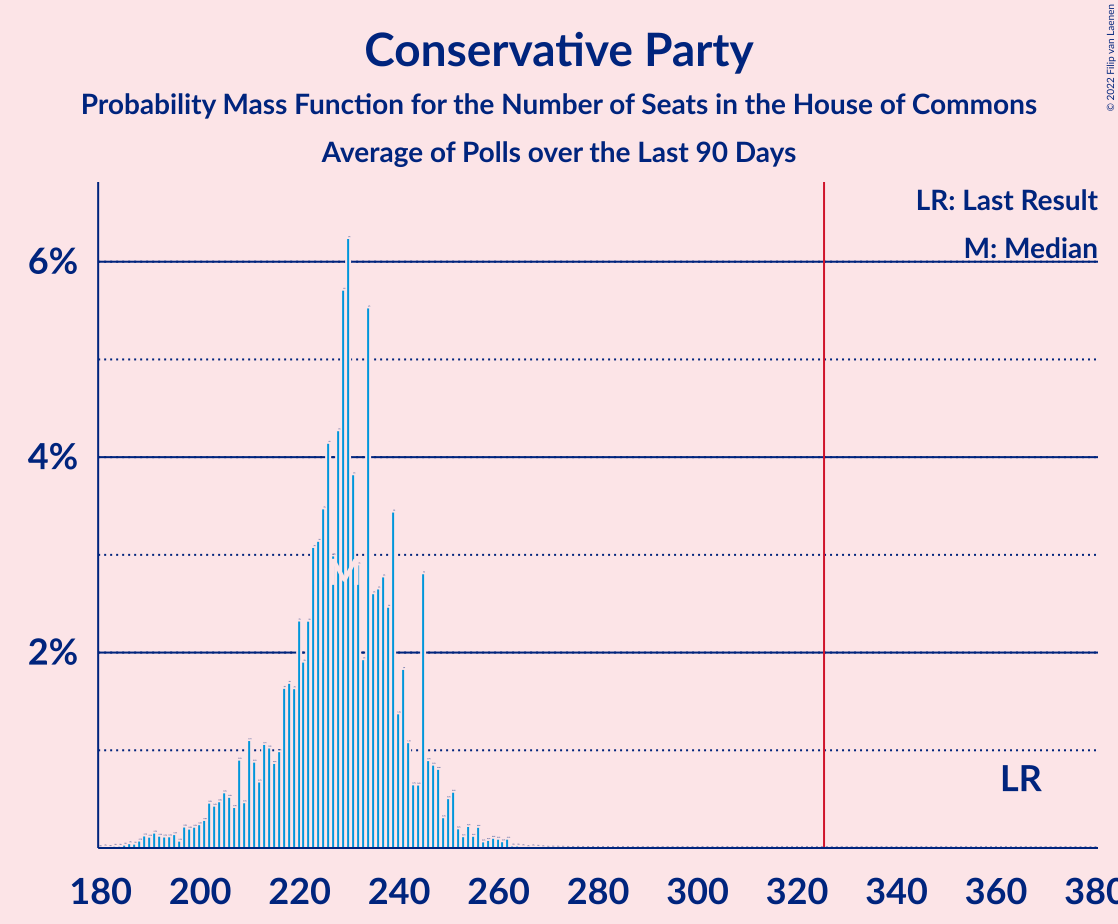 Conservative Party
Probability Mass Function for the Number of Seats in the House of Commons
Average of Polls over the Last 90 Days
© 2022 Filip van Laenen
LR: Last Result
M: Median
6%
4%
2%
LR
180 200 220 240 260 280 300 320 340 360 380